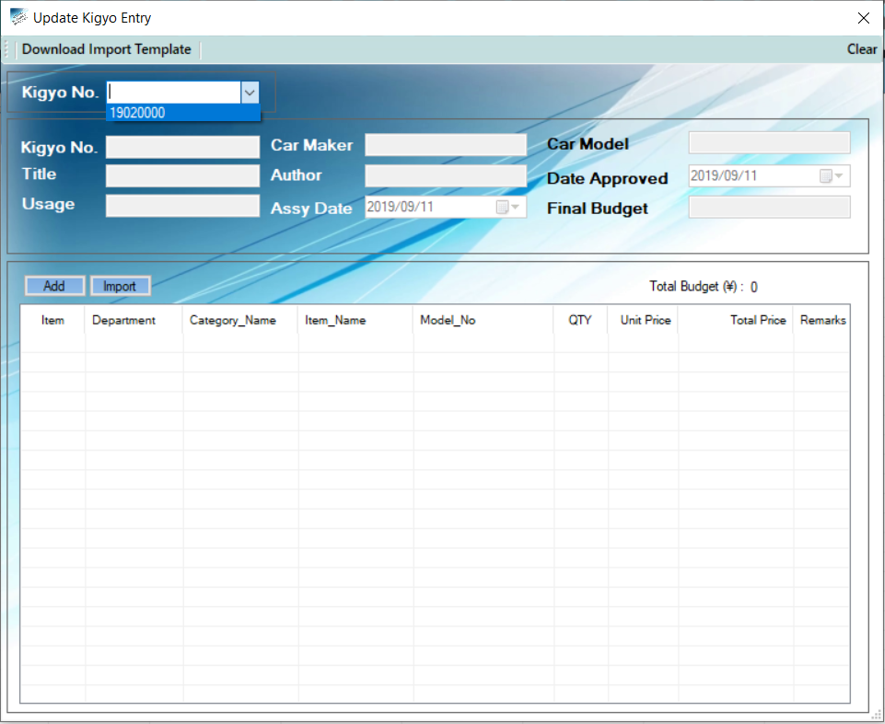 Update Kigyo Entry
Download Import Template Clear
Kigyo No.
19020000
Kigyo No. Car Maker Car Model
Title Author Date Approved 2019/09/11
Usage Assy Date 2019/09/11 Final Budget
Add Import Total Budget (¥) : 0
Item Department Category_Name Item_Name Model_No QTY Unit Price Total Price Remarks